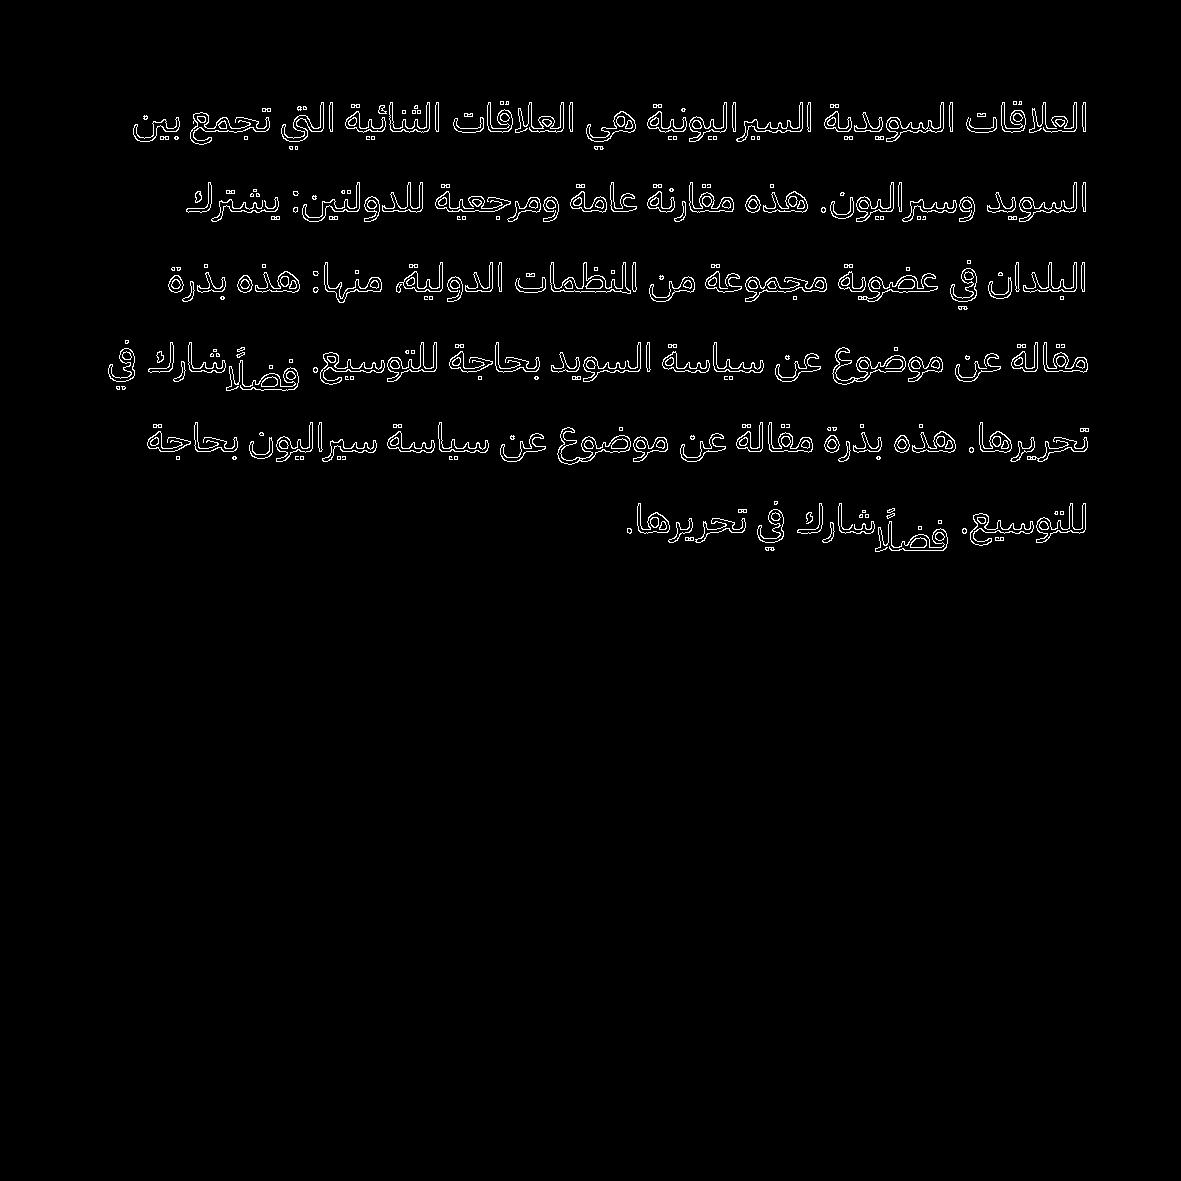 العلاقات السويدية السيراليونية هي العلاقات الثنائية التي تجمع بين
السويد وسيراليون. هذه مقارنة عامة ومرجعية للدولتين: يشترك
البلدان في عضوية مجموعة من المنظمات الدولية، منها: هذه بذرة
مقالة عن موضوع عن سياسة السويد بحاجة للتوسيع. فضلًا شارك في
تحريرها. هذه بذرة مقالة عن موضوع عن سياسة سيراليون بحاجة
للتوسيع. فضلًا شارك في تحريرها.